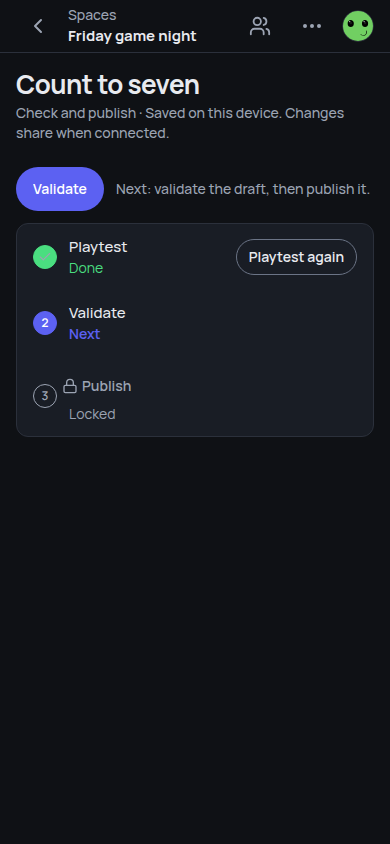 Spaces
Friday game night
Count to seven
Check and publish · Saved on this device. Changes
share when connected.
Validate
Next: validate the draft, then publish it.
Playtest
Done
Playtest again
2
Validate
Next
3
Publish
Locked